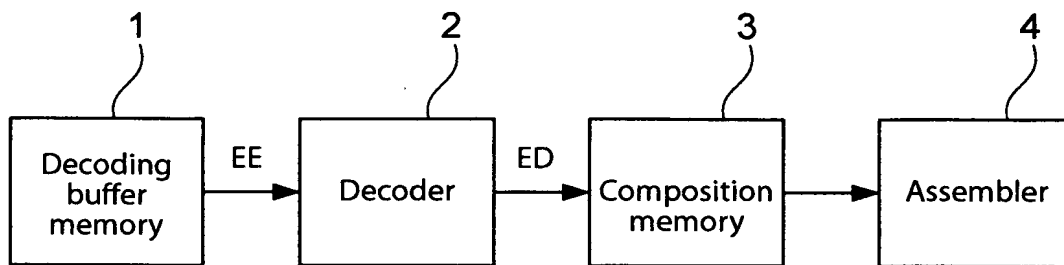 1
2
3
4
Decoding
buffer
memory
EE
Decoder
ED
Composition
memory
Assembler